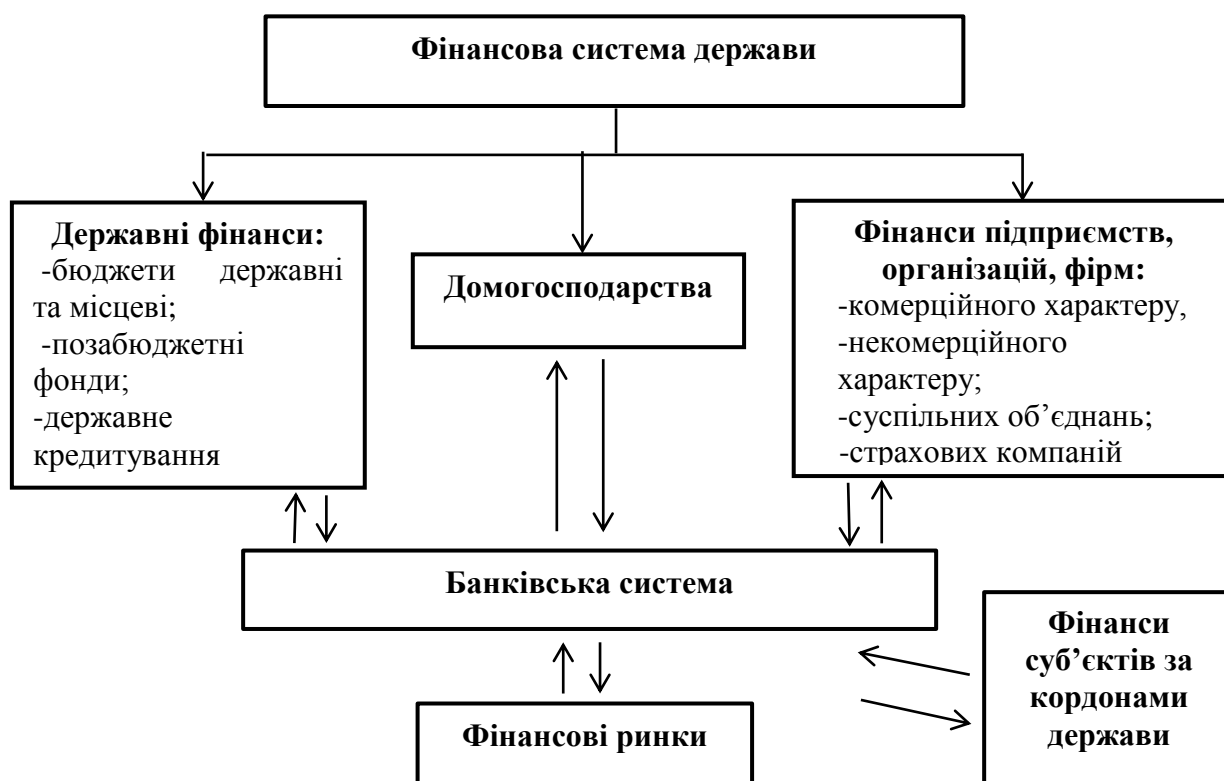 Фінансова система держави
Державні фінанси:
-бюджети державні
та місцеві;
-позабюджетні
фонди;
-державне
кредитування
Домогосподарства
Фінанси підприємств,
організацій, фірм:
-комерційного характеру,
-некомерційного
характеру;
-суспільних об’єднань;
-страхових компаній
Банківська система
Фінанси
суб’єктів за
кордонами
держави
Фінансові ринки